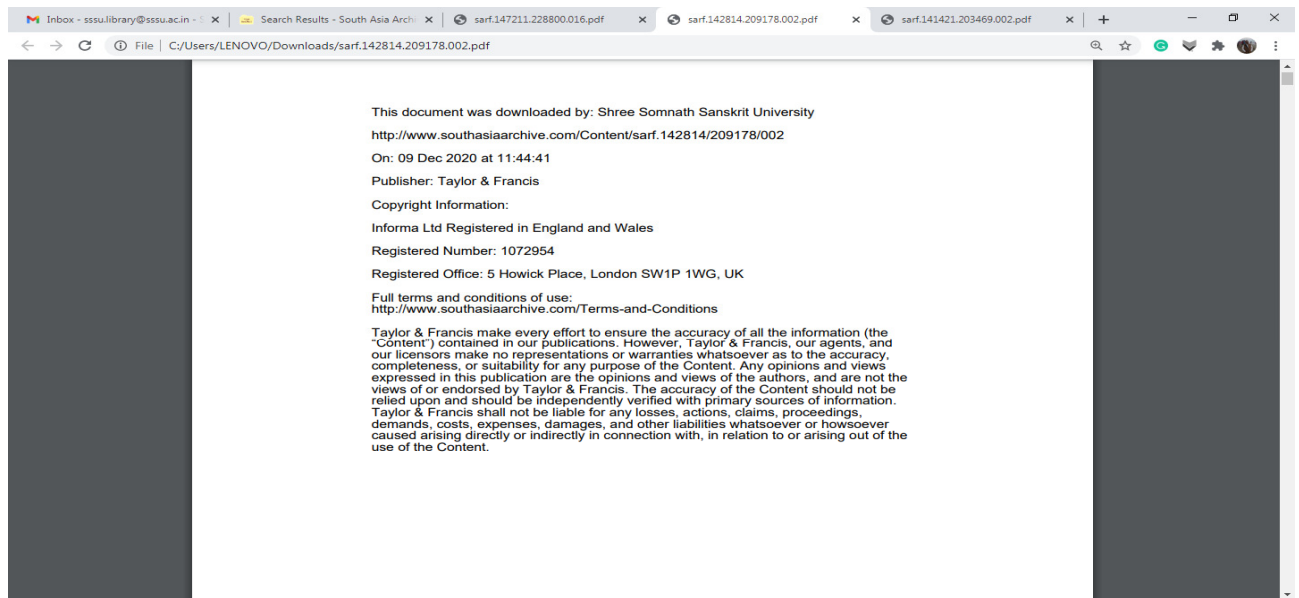 Inbox - sssu.library@sssu.ac.in - S
Search Results - South Asia Archi
sarf.147211.228800.016.pdf
sarf.142814.209178.002.pdf
sarf.141421.203469.002.pdf
File | C:/Users/LENOVO/Downloads/sarf.142814.209178.002.pdf
This document was downloaded by: Shree Somnath Sanskrit University
http://www.southasiaarchive.com/Content/sarf.142814/209178/002
On: 09 Dec 2020 at 11:44:41
Publisher: Taylor & Francis
Copyright Information:
Informa Ltd Registered in England and Wales
Registered Number: 1072954
Registered Office: 5 Howick Place, London SW1P 1WG, UK
Full terms and conditions of use:
http://www.southasiaarchive.com/Terms-and-Conditions
Taylor & Francis make every effort to ensure the accuracy of all the information (the
“Content”) contained in our publications. However, Taylor & Francis, our agents, and
our licensors make no representations or warranties whatsoever as to the accuracy,
completeness, or suitability for any purpose of the Content. Any opinions and views
expressed in this publication are the opinions and views of the authors, and are not the
views of or endorsed by Taylor & Francis. The accuracy of the Content should not be
relied upon and should be independently verified with primary sources of information.
Taylor & Francis shall not be liable for any losses, actions, claims, proceedings,
demands, costs, expenses, damages, and other liabilities whatsoever or howsoever
caused arising directly or indirectly in connection with, in relation to or arising out of the
use of the Content.